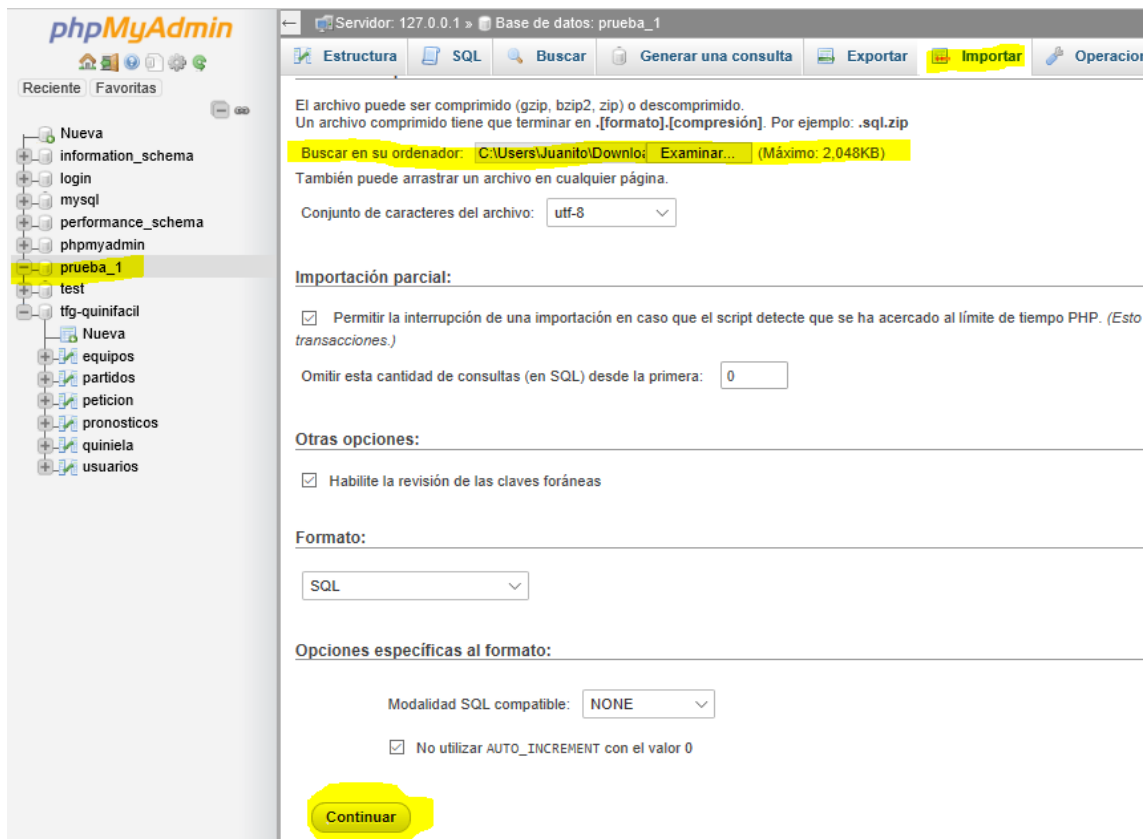 phpMyAdmin
Reciente Favoritas
Nueva
information_schema
login
mysql
performance_schema
phpmyadmin
prueba_1
test
tfg-quinifacil
Nueva
equipos
partidos
peticion
pronosticos
quiniela
usuarios
Servidor: 127.0.0.1 » Base de datos: prueba_1
Estructura SQL Buscar Generar una consulta Exportar Importar Operacion
El archivo puede ser comprimido (gzip, bzip2, zip) o descomprimido.
Un archivo comprimido tiene que terminar en .[formato].[compresión]. Por ejemplo: .sql.zip
Buscar en su ordenador: C:\Users\Juanito\Downloa Examinar... (Máximo: 2,048KB)
También puede arrastrar un archivo en cualquier página.
Conjunto de caracteres del archivo: utf-8
Importación parcial:
Permitir la interrupción de una importación en caso que el script detecte que se ha acercado al límite de tiempo PHP. (Esto
transacciones.)
Omitir esta cantidad de consultas (en SQL) desde la primera: 0
Otras opciones:
Habilite la revisión de las claves foráneas
Formato:
SQL
Opciones específicas al formato:
Modalidad SQL compatible: NONE
No utilizar AUTO_INCREMENT con el valor 0
Continuar